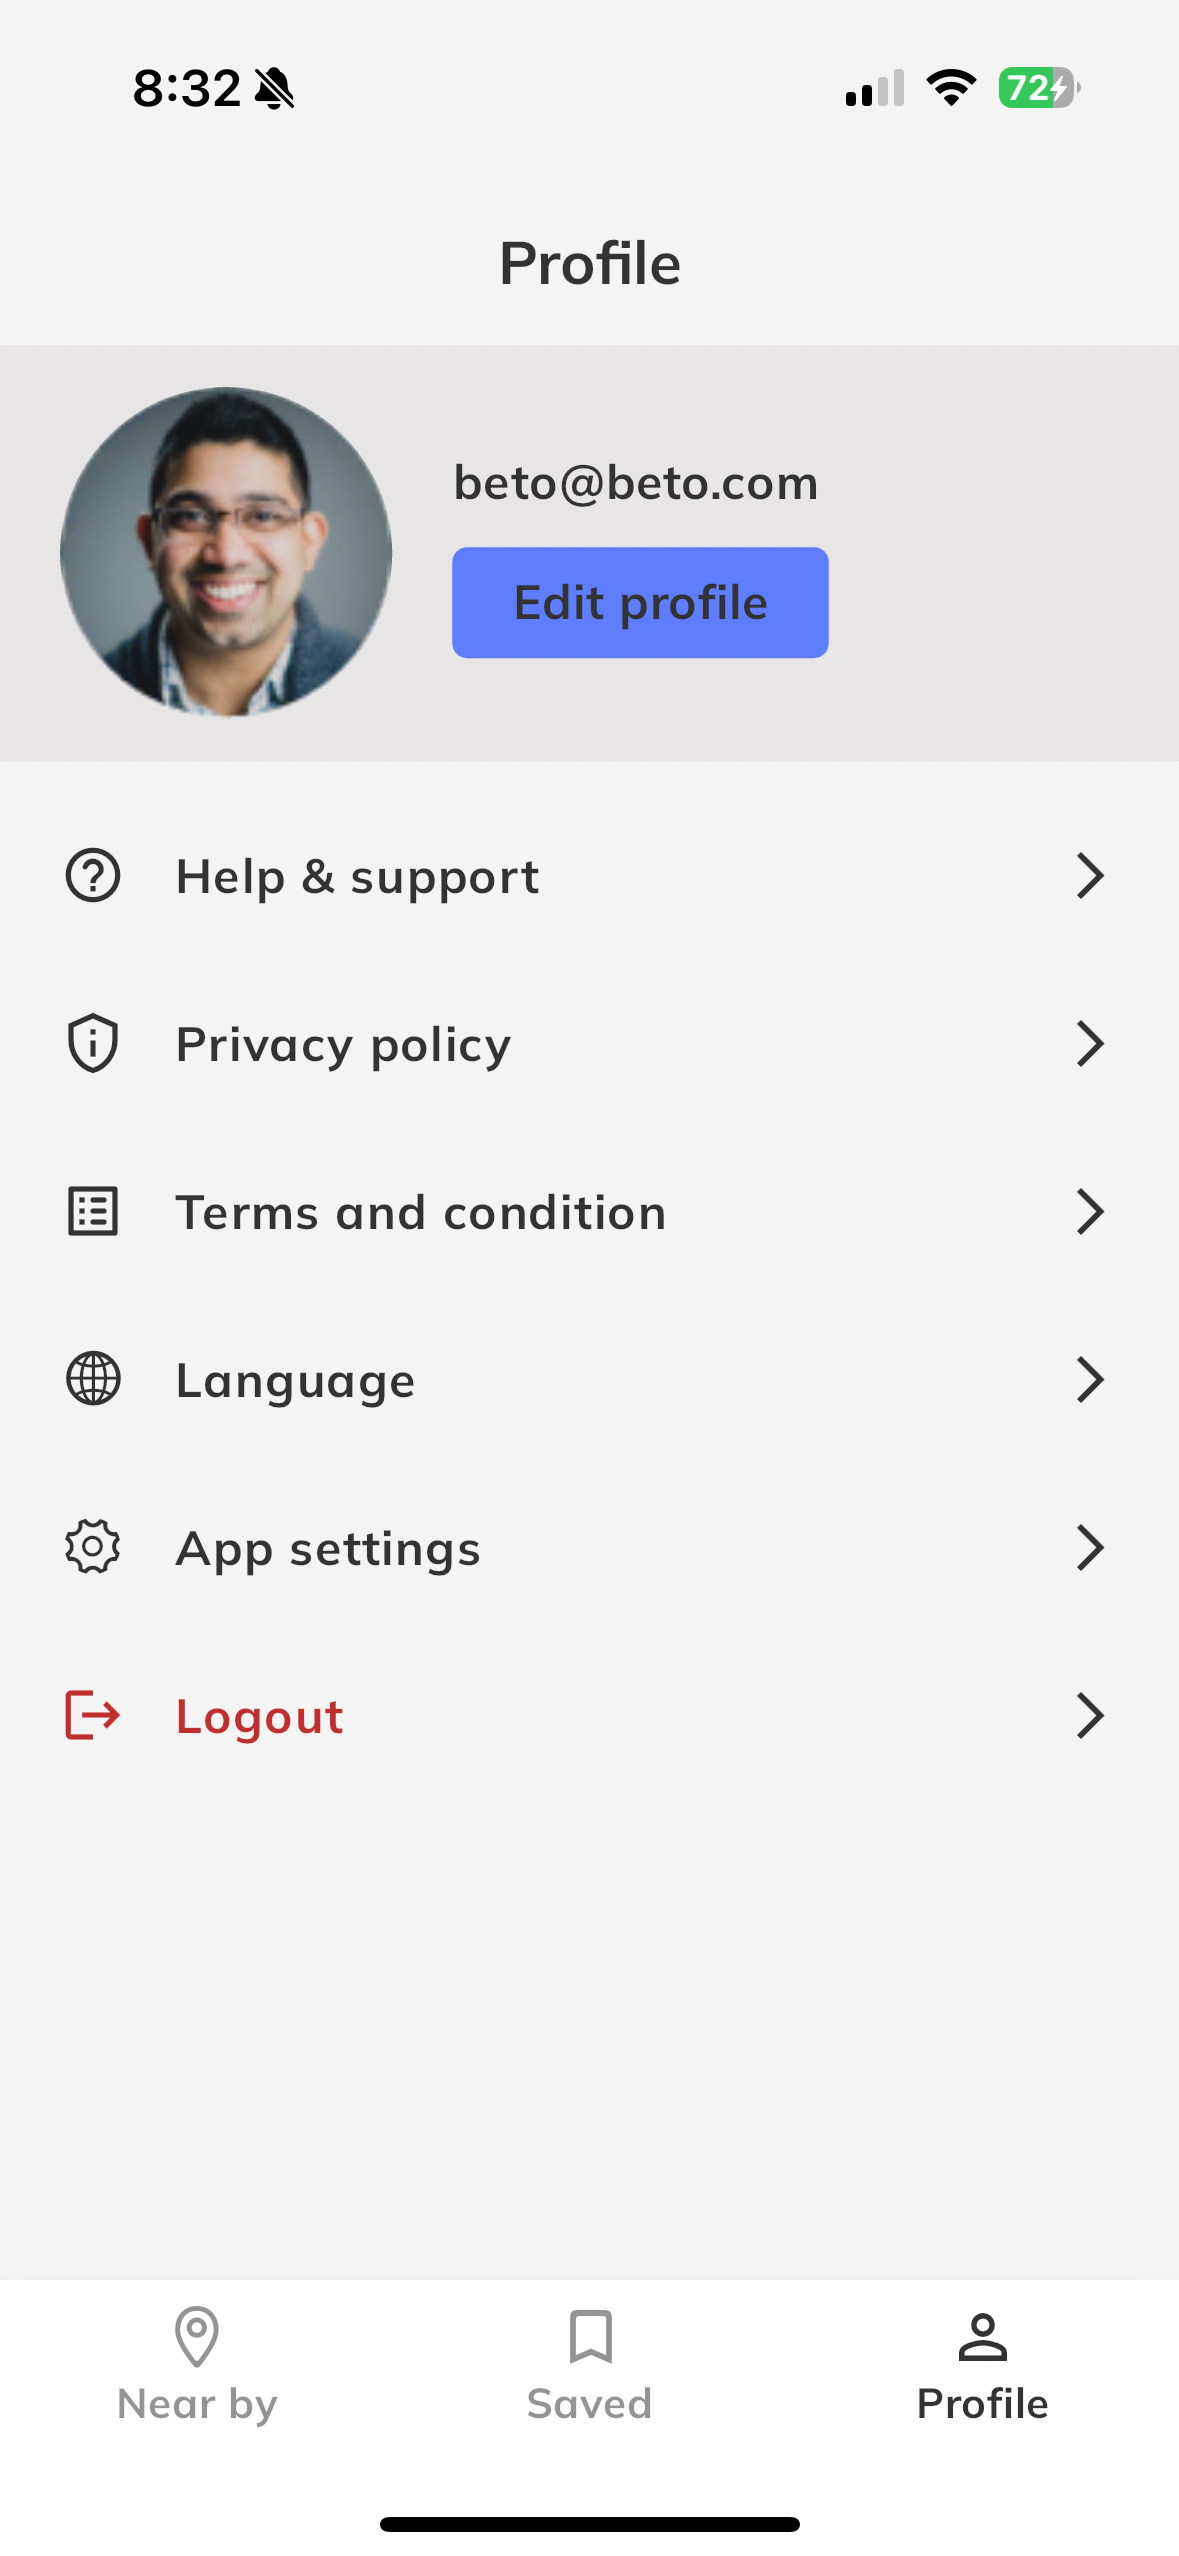 8:32
72
Profile
beto@beto.com
Edit profile
Help & support
Privacy policy
Terms and condition
Language
App settings
Logout
Near by
Saved
Profile